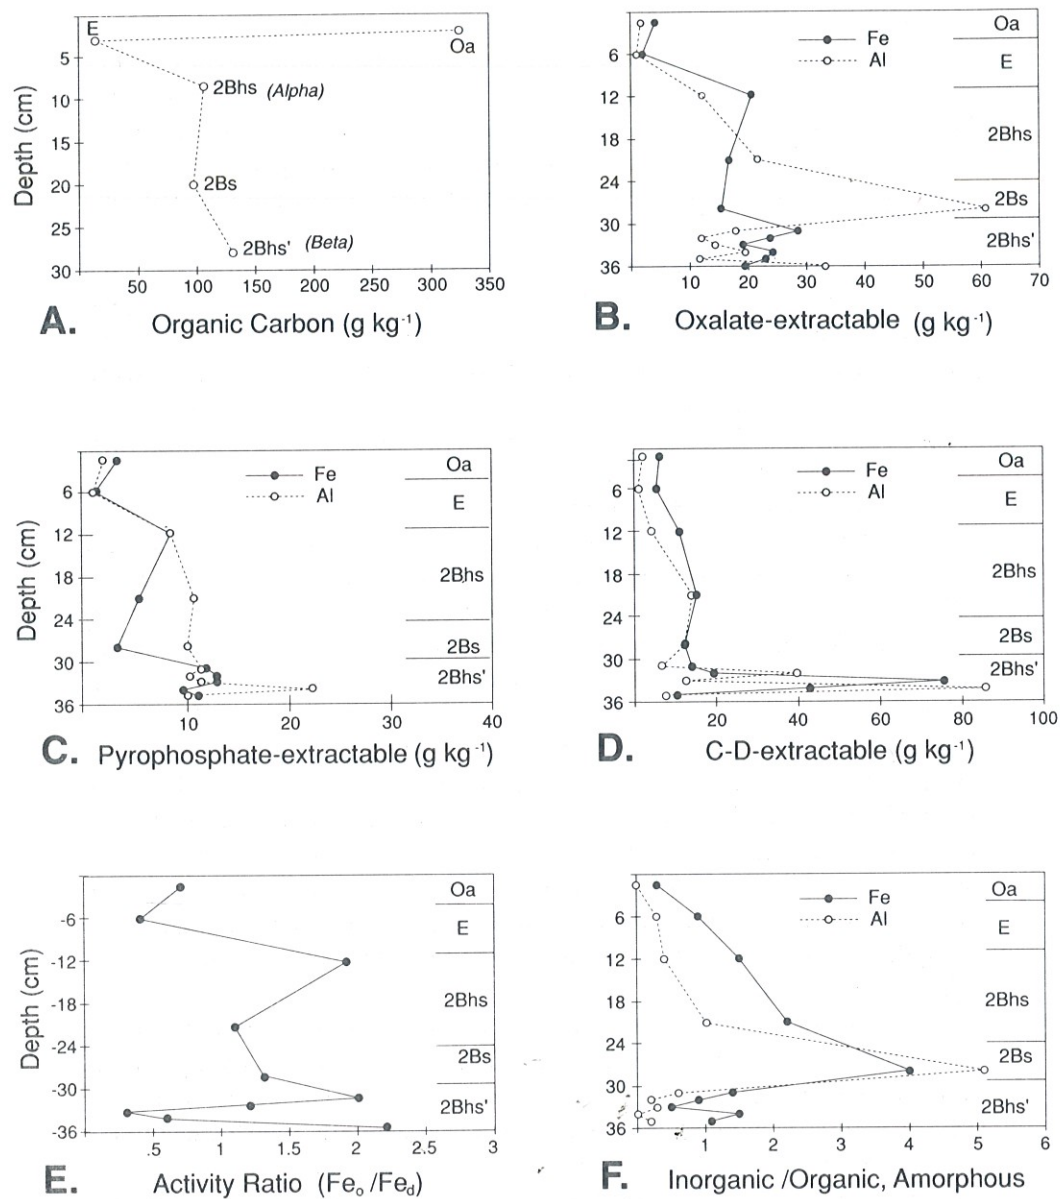 E
Oa
2Bhs (Alpha)
2Bs
2Bhs' (Beta)
Depth (cm)
5
10
15
20
25
30
50 100 150 200 250 300 350
A. Organic Carbon (g kg⁻¹)
Fe
Al
Oa
E
2Bhs
2Bs
2Bhs'
6
12
18
24
30
36
10 20 30 40 50 60 70
B. Oxalate-extractable (g kg⁻¹)
Fe
Al
Oa
E
2Bhs
2Bs
2Bhs'
Depth (cm)
6
12
18
24
30
36
10 20 30 40
C. Pyrophosphate-extractable (g kg⁻¹)
Fe
Al
Oa
E
2Bhs
2Bs
2Bhs'
6
12
18
24
30
36
20 40 60 80 100
D. C-D-extractable (g kg⁻¹)
Oa
E
2Bhs
2Bs
2Bhs'
Depth (cm)
-6
-12
-18
-24
-30
-36
.5 1 1.5 2 2.5 3
E. Activity Ratio (Feₒ/Fed)
Fe
Al
Oa
E
2Bhs
2Bs
2Bhs'
6
12
18
24
30
36
1 2 3 4 5 6
F. Inorganic /Organic, Amorphous